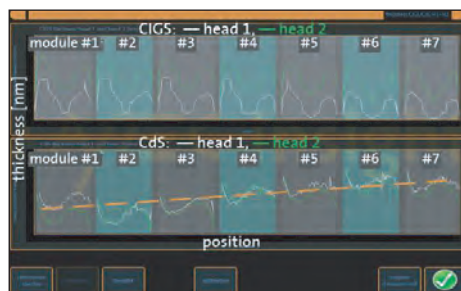 CIGS: head 1, head 2
module #1 #2 #3 #4 #5 #6 #7
CdS: head 1, head 2
module #1 #2 #3 #4 #5 #6 #7
thickness [nm]
position